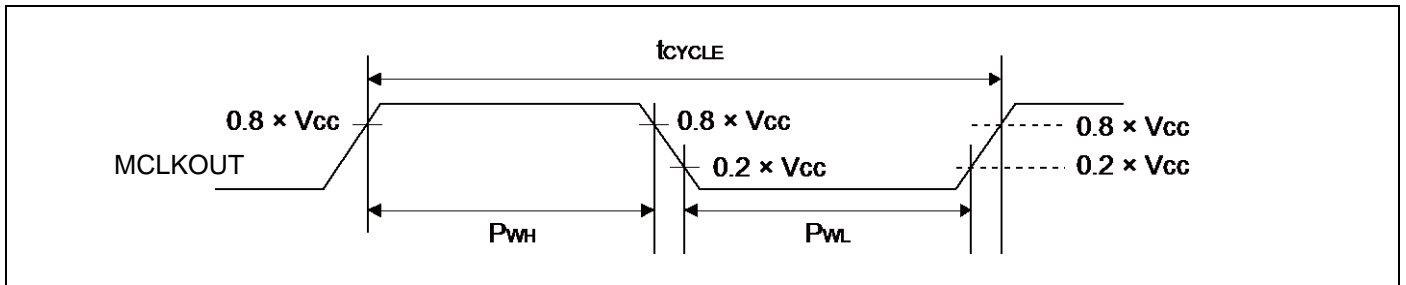 tCYCLE
0.8 × Vcc 0.8 × Vcc 0.8 × Vcc
MCLKOUT 0.2 × Vcc 0.2 × Vcc
PWH PWL